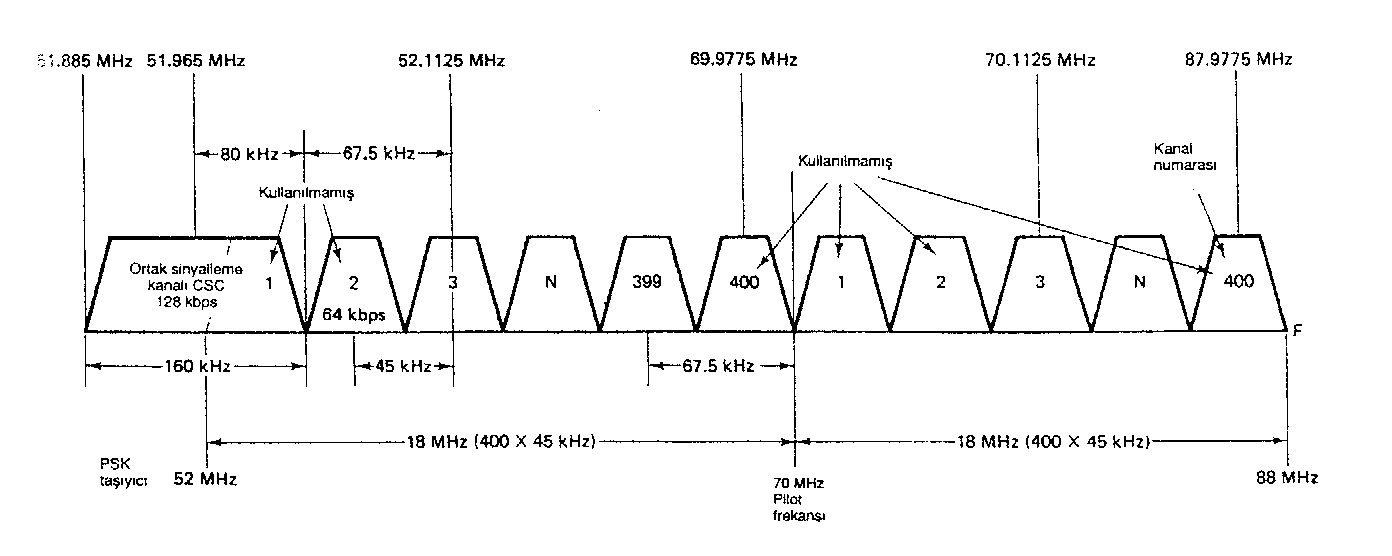 51.885 MHz 51.965 MHz 52.1125 MHz 69.9775 MHz 70.1125 MHz 87.9775 MHz
80 kHz 67.5 kHz
Kullanılmamış
Kullanılmamış
Kanal
numarası
Ortak sinyalleme
kanalı CSC
128 kbps
1 2 3 N 399 400 1 2 3 N 400
64 kbps
F
160 kHz 45 kHz 67.5 kHz
18 MHz (400 X 45 kHz) 18 MHz (400 X 45 kHz)
PSK
taşıyıcı 52 MHz
70 MHz
Pilot
frekansı
88 MHz